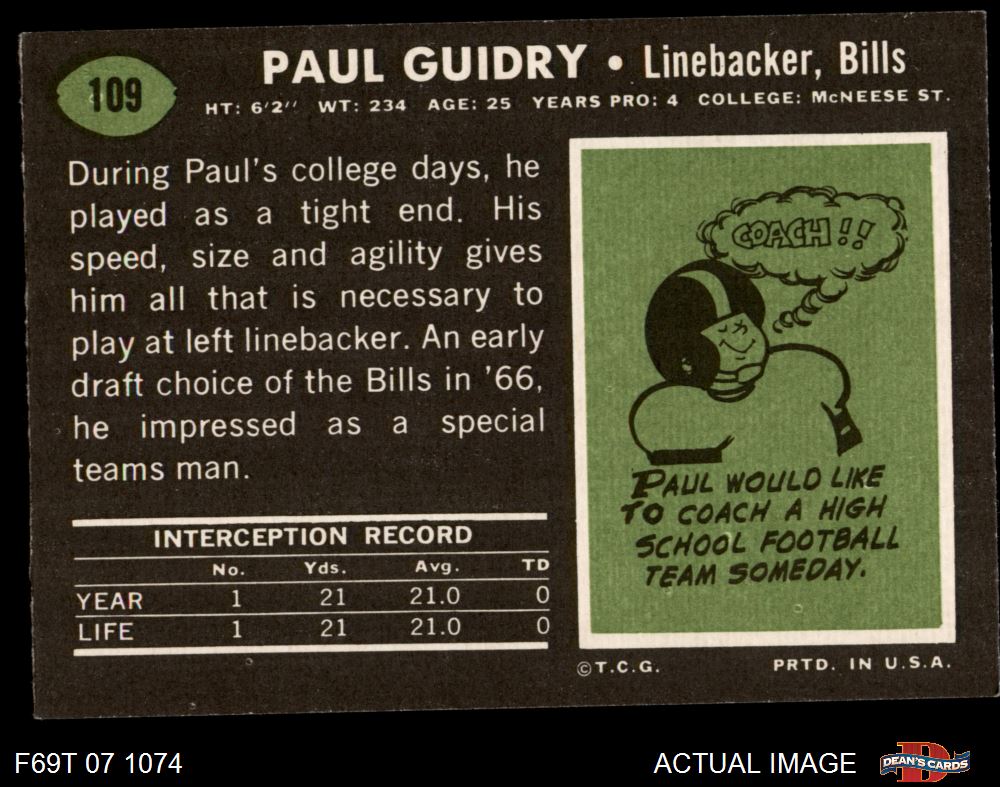 109
PAUL GUIDRY • Linebacker, Bills
HT: 6'2" WT: 234 AGE: 25 YEARS PRO: 4 COLLEGE: McNEESE ST.
During Paul's college days, he
played as a tight end. His
speed, size and agility gives
him all that is necessary to
play at left linebacker. An early
draft choice of the Bills in '66,
he impressed as a special
teams man.
INTERCEPTION RECORD
No. Yds. Avg. TD
YEAR 1 21 21.0 0
LIFE 1 21 21.0 0
COACH!!
PAUL WOULD LIKE
TO COACH A HIGH
SCHOOL FOOTBALL
TEAM SOMEDAY.
©T.C.G. PRTD. IN U.S.A.
F69T 07 1074 ACTUAL IMAGE
D
DEAN'S CARDS